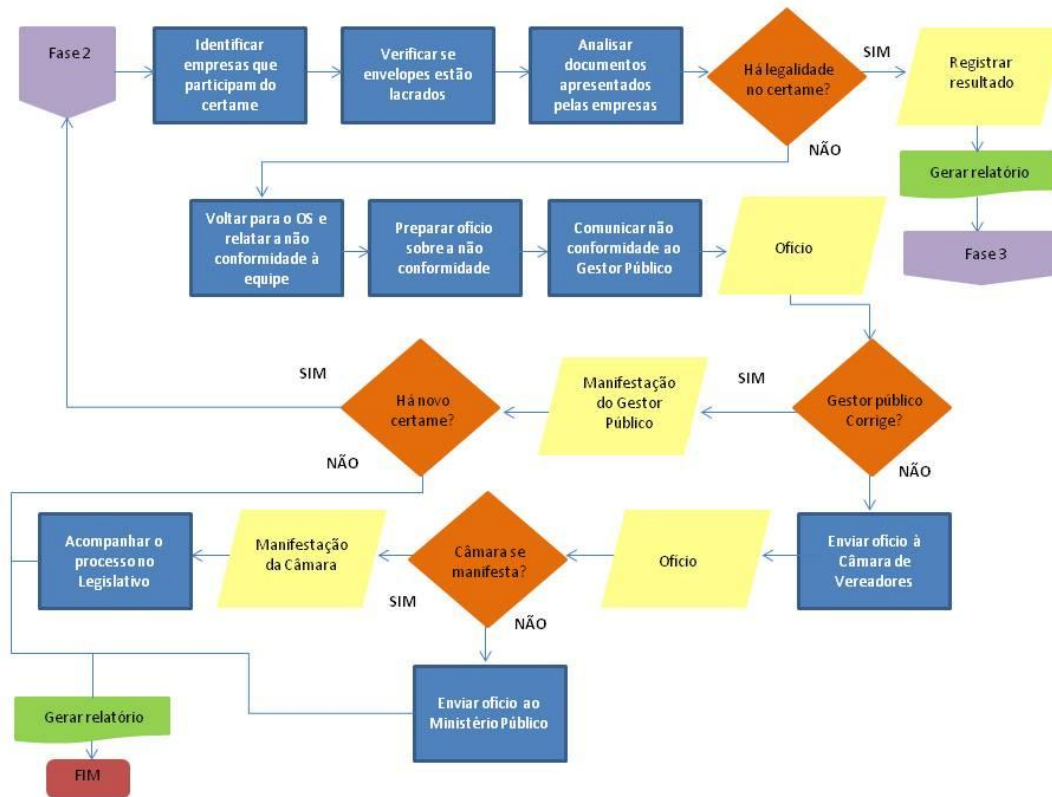 Fase 2
Identificar
empresas que
participam do
certame
Verificar se
envelopes estão
lacrados
Analisar
documentos
apresentados
pelas empresas
Há legalidade
no certame?
SIM
Registrar
resultado
NÃO
Gerar relatório
Fase 3
Voltar para o OS e
relatar a não
conformidade à
equipe
Preparar ofício
sobre a não
conformidade
Comunicar não
conformidade ao
Gestor Público
Ofício
SIM
Há novo
certame?
Manifestação
do Gestor
Público
SIM
Gestor público
Corrige?
NÃO
NÃO
Acompanhar o
processo no
Legislativo
Manifestação
da Câmara
SIM
Câmara se
manifesta?
NÃO
Ofício
Enviar ofício à
Câmara de
Vereadores
Enviar ofício ao
Ministério Público
Gerar relatório
FIM